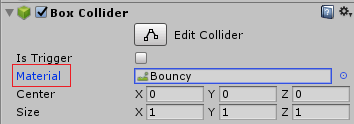 Box Collider
Edit Collider
Is Trigger
Material Bouncy
Center X 0 Y 0 Z 0
Size X 1 Y 1 Z 1